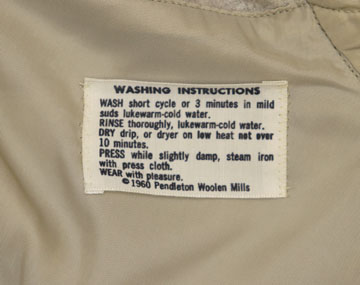 WASHING INSTRUCTIONS
WASH short cycle or 3 minutes in mild
suds lukewarm-cold water.
RINSE thoroughly, lukewarm-cold water.
DRY drip, or dryer on low heat not over
10 minutes.
PRESS while slightly damp, steam iron
with press cloth.
WEAR with pleasure.
©1960 Pendleton Woolen Mills